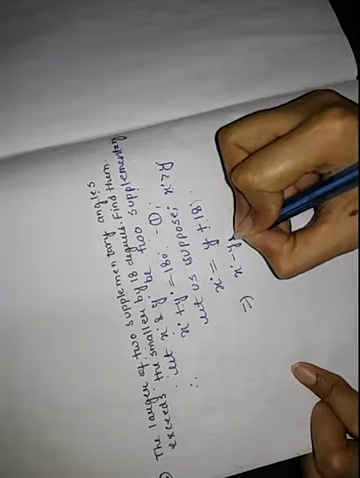 The larger of two supplementary angles
exceeds the smaller by 18 degrees. Find them.
Let x° & y° be two supplementary
∴ x° + y° = 180° - ①; x° > y°
Let us suppose;
x° = y + 18°
⇒ x - y